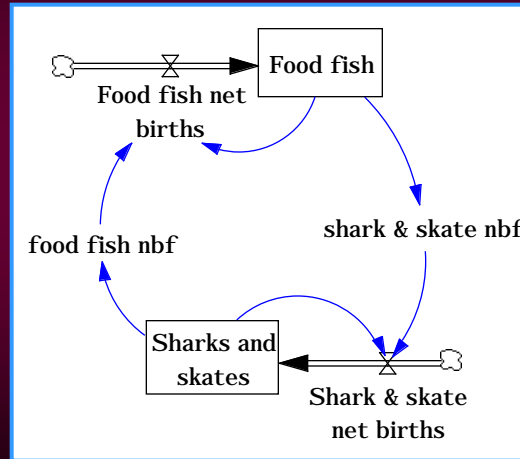 Food fish
Food fish net
births
shark & skate nbf
food fish nbf
Sharks and
skates
Shark & skate
net births